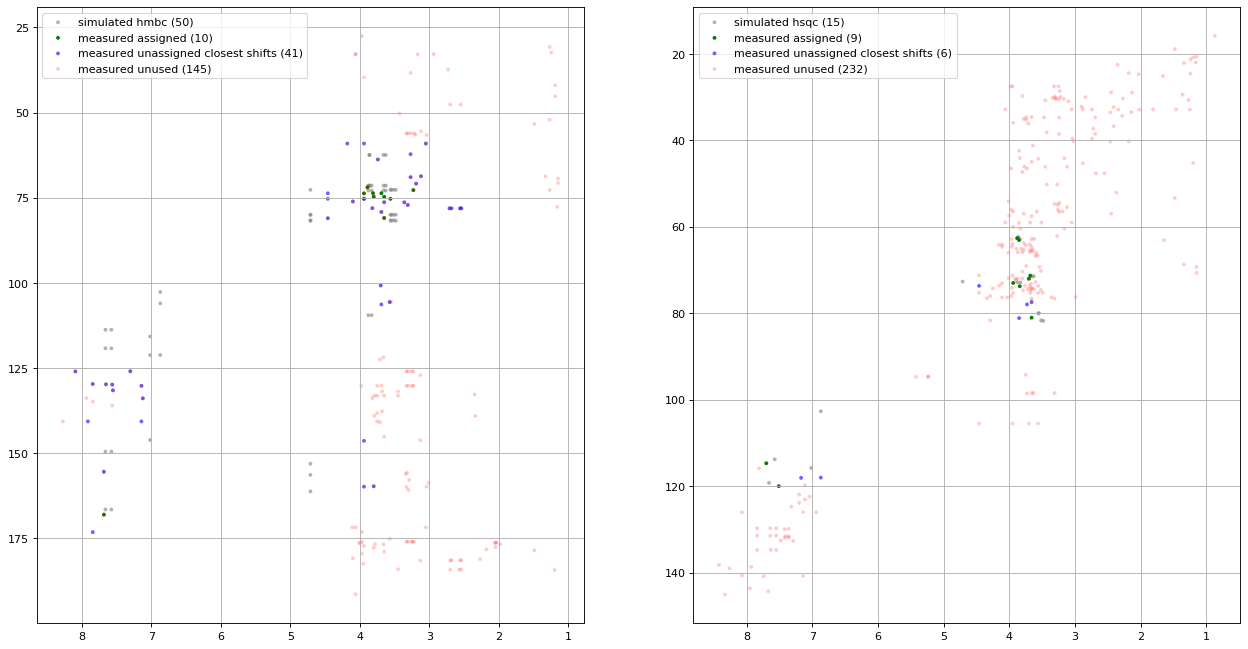 simulated hmbc (50)
measured assigned (10)
measured unassigned closest shifts (41)
measured unused (145)
25
50
75
100
125
150
175
8 7 6 5 4 3 2 1
simulated hsqc (15)
measured assigned (9)
measured unassigned closest shifts (6)
measured unused (232)
20
40
60
80
100
120
140
8 7 6 5 4 3 2 1